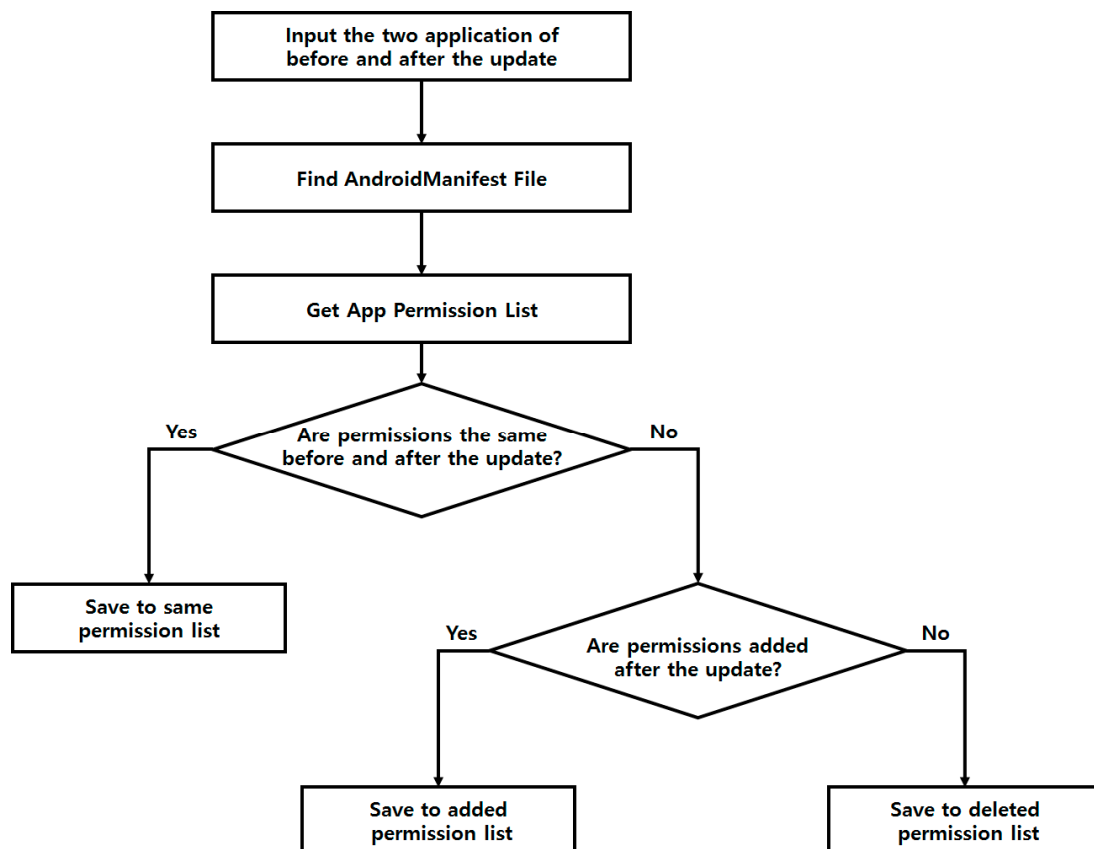 Input the two application of
before and after the update
Find AndroidManifest File
Get App Permission List
Are permissions the same
before and after the update?
Yes
No
Save to same
permission list
Are permissions added
after the update?
Yes
No
Save to added
permission list
Save to deleted
permission list